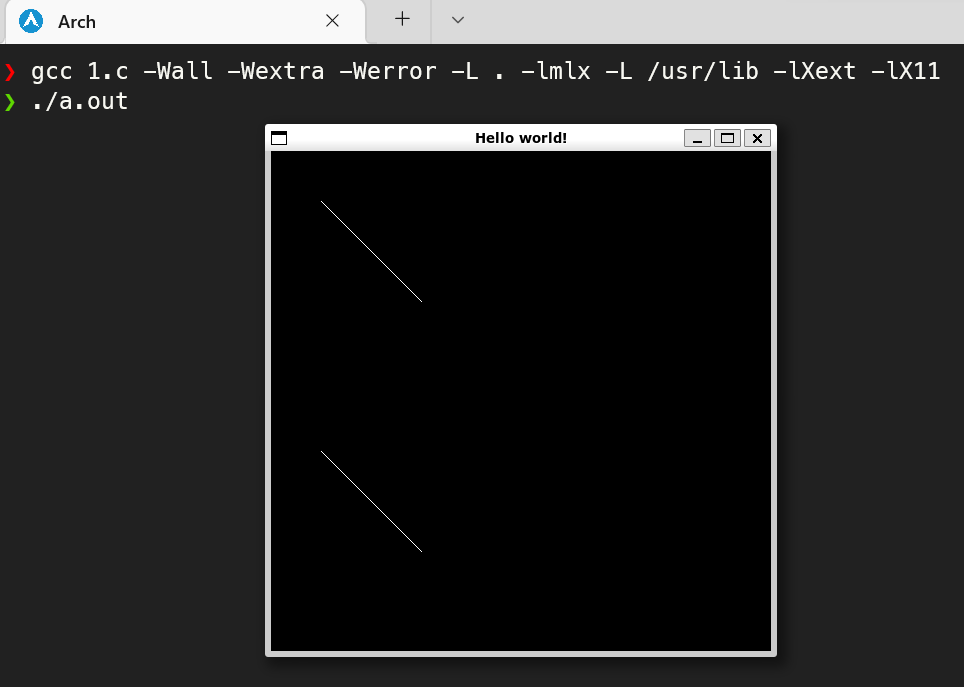 Arch
❯ gcc 1.c -Wall -Wextra -Werror -L . -lmlx -L /usr/lib -lXext -lX11
❯ ./a.out
Hello world!